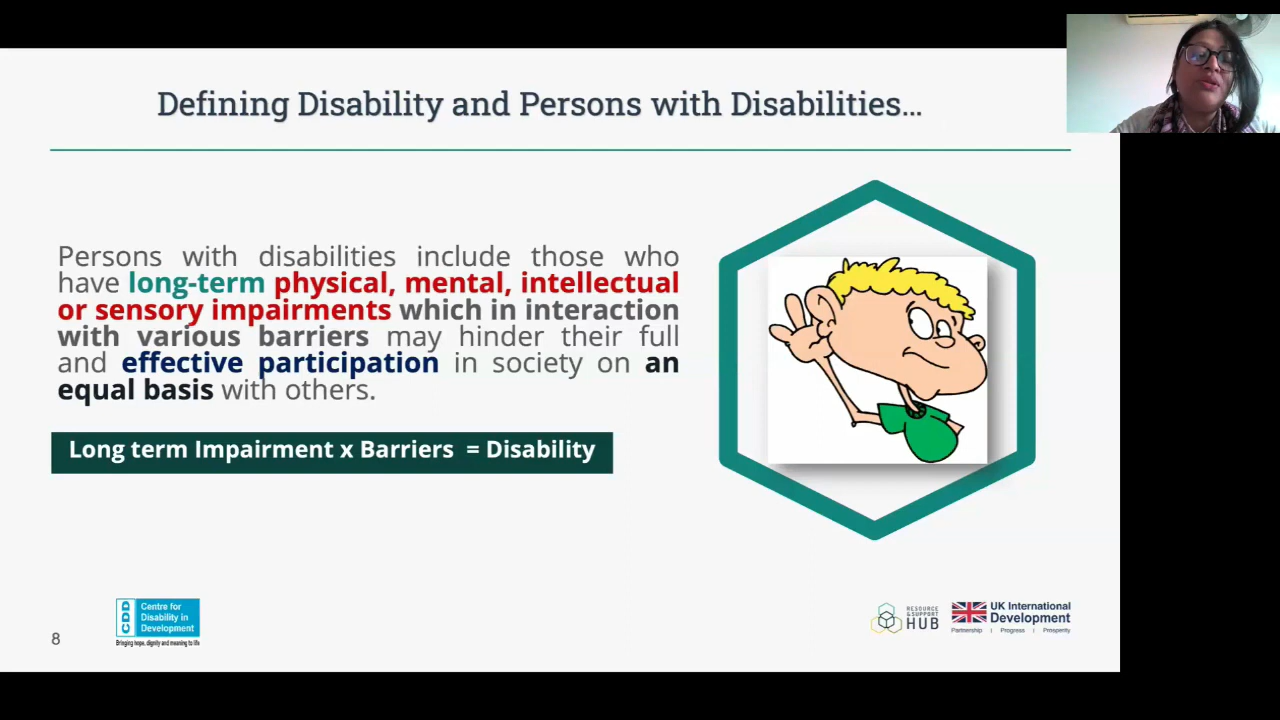 Defining Disability and Persons with Disabilities...
Persons with disabilities include those who
have long-term physical, mental, intellectual
or sensory impairments which in interaction
with various barriers may hinder their full
and effective participation in society on an
equal basis with others.
Long term Impairment x Barriers = Disability
8
CDD
Centre for
Disability in
Development
Bringing hope, dignity and meaning to life
RESOURCE
& SUPPORT
HUB
UK International
Development
Partnership | Progress | Prosperity